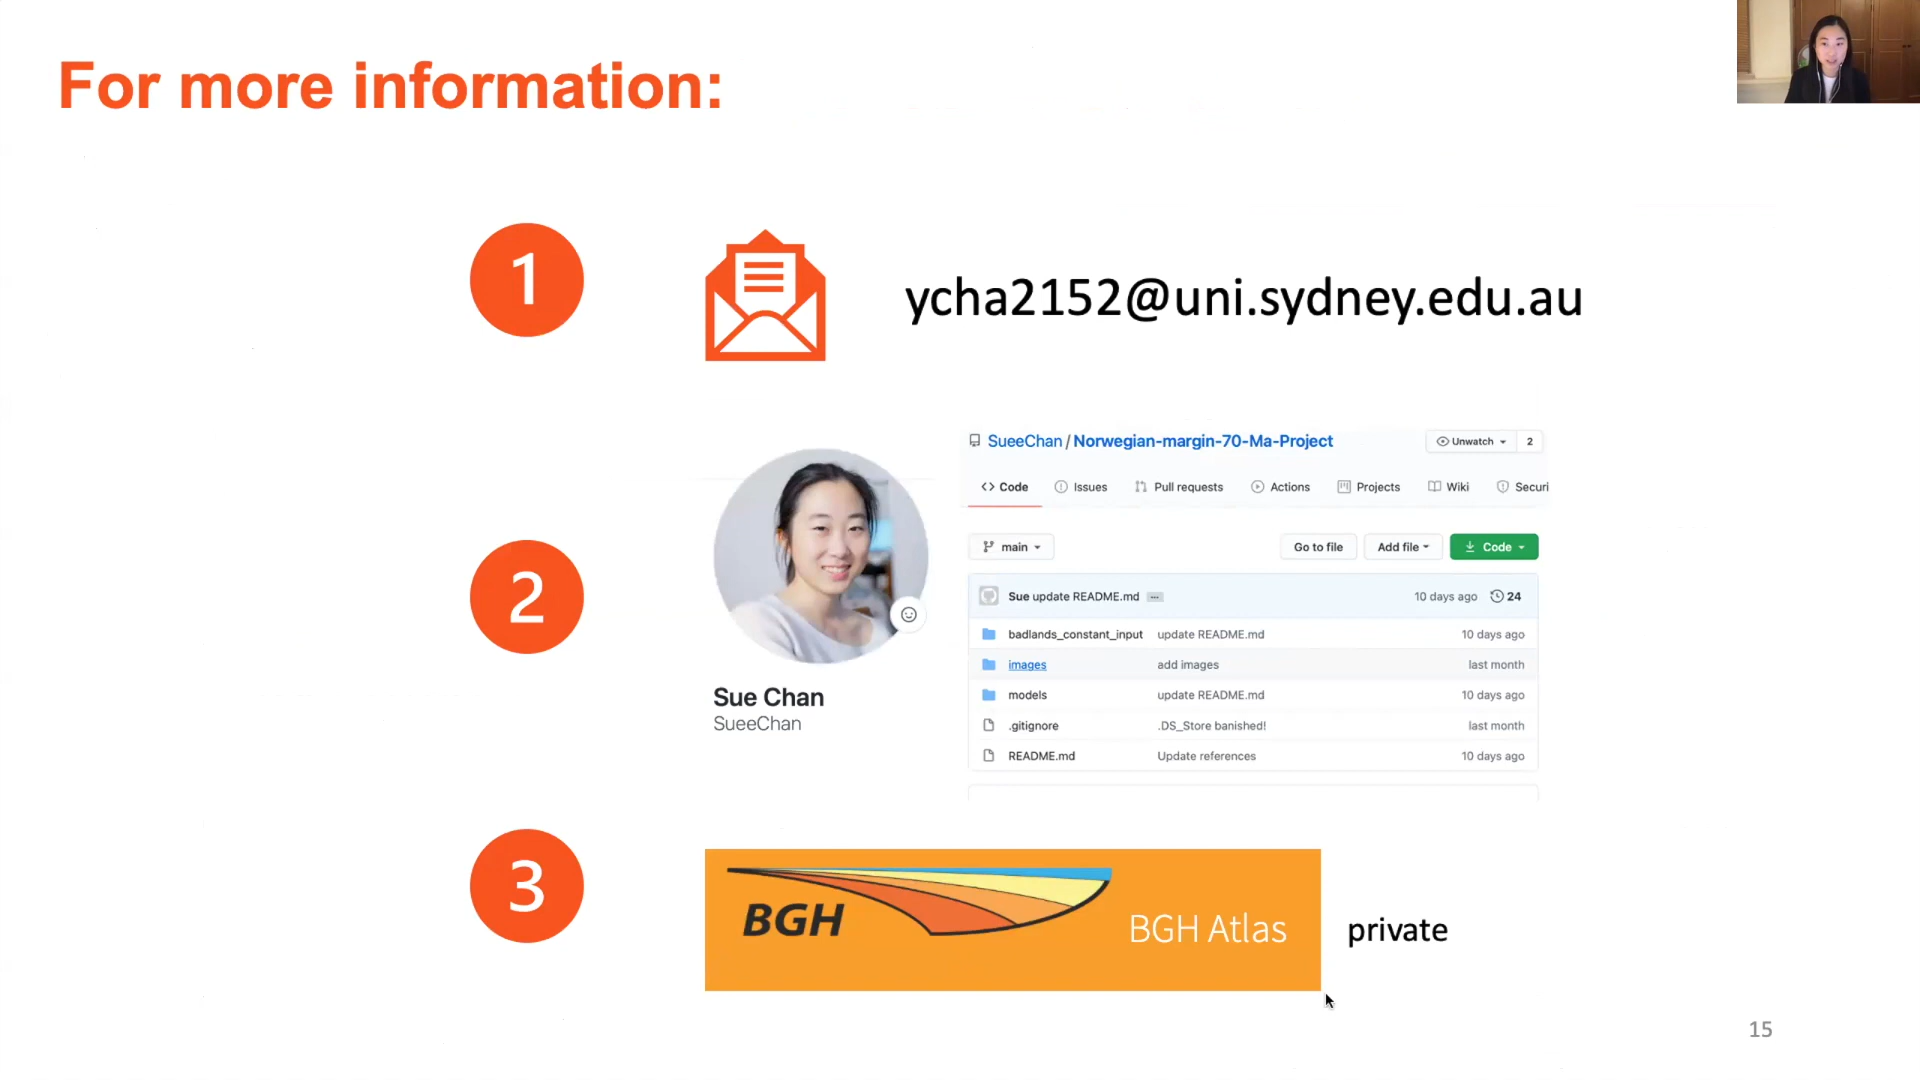 For more information:
1
ycha2152@uni.sydney.edu.au
2
Sue Chan
SueeChan
SueeChan / Norwegian-margin-70-Ma-Project
Unwatch 2
<> Code Issues Pull requests Actions Projects Wiki Securi
main Go to file Add file Code
Sue update README.md ... 10 days ago 24
badlands_constant_input update README.md 10 days ago
images add images last month
models update README.md 10 days ago
.gitignore .DS_Store banished! last month
README.md Update references 10 days ago
3
BGH
BGH Atlas
private
15